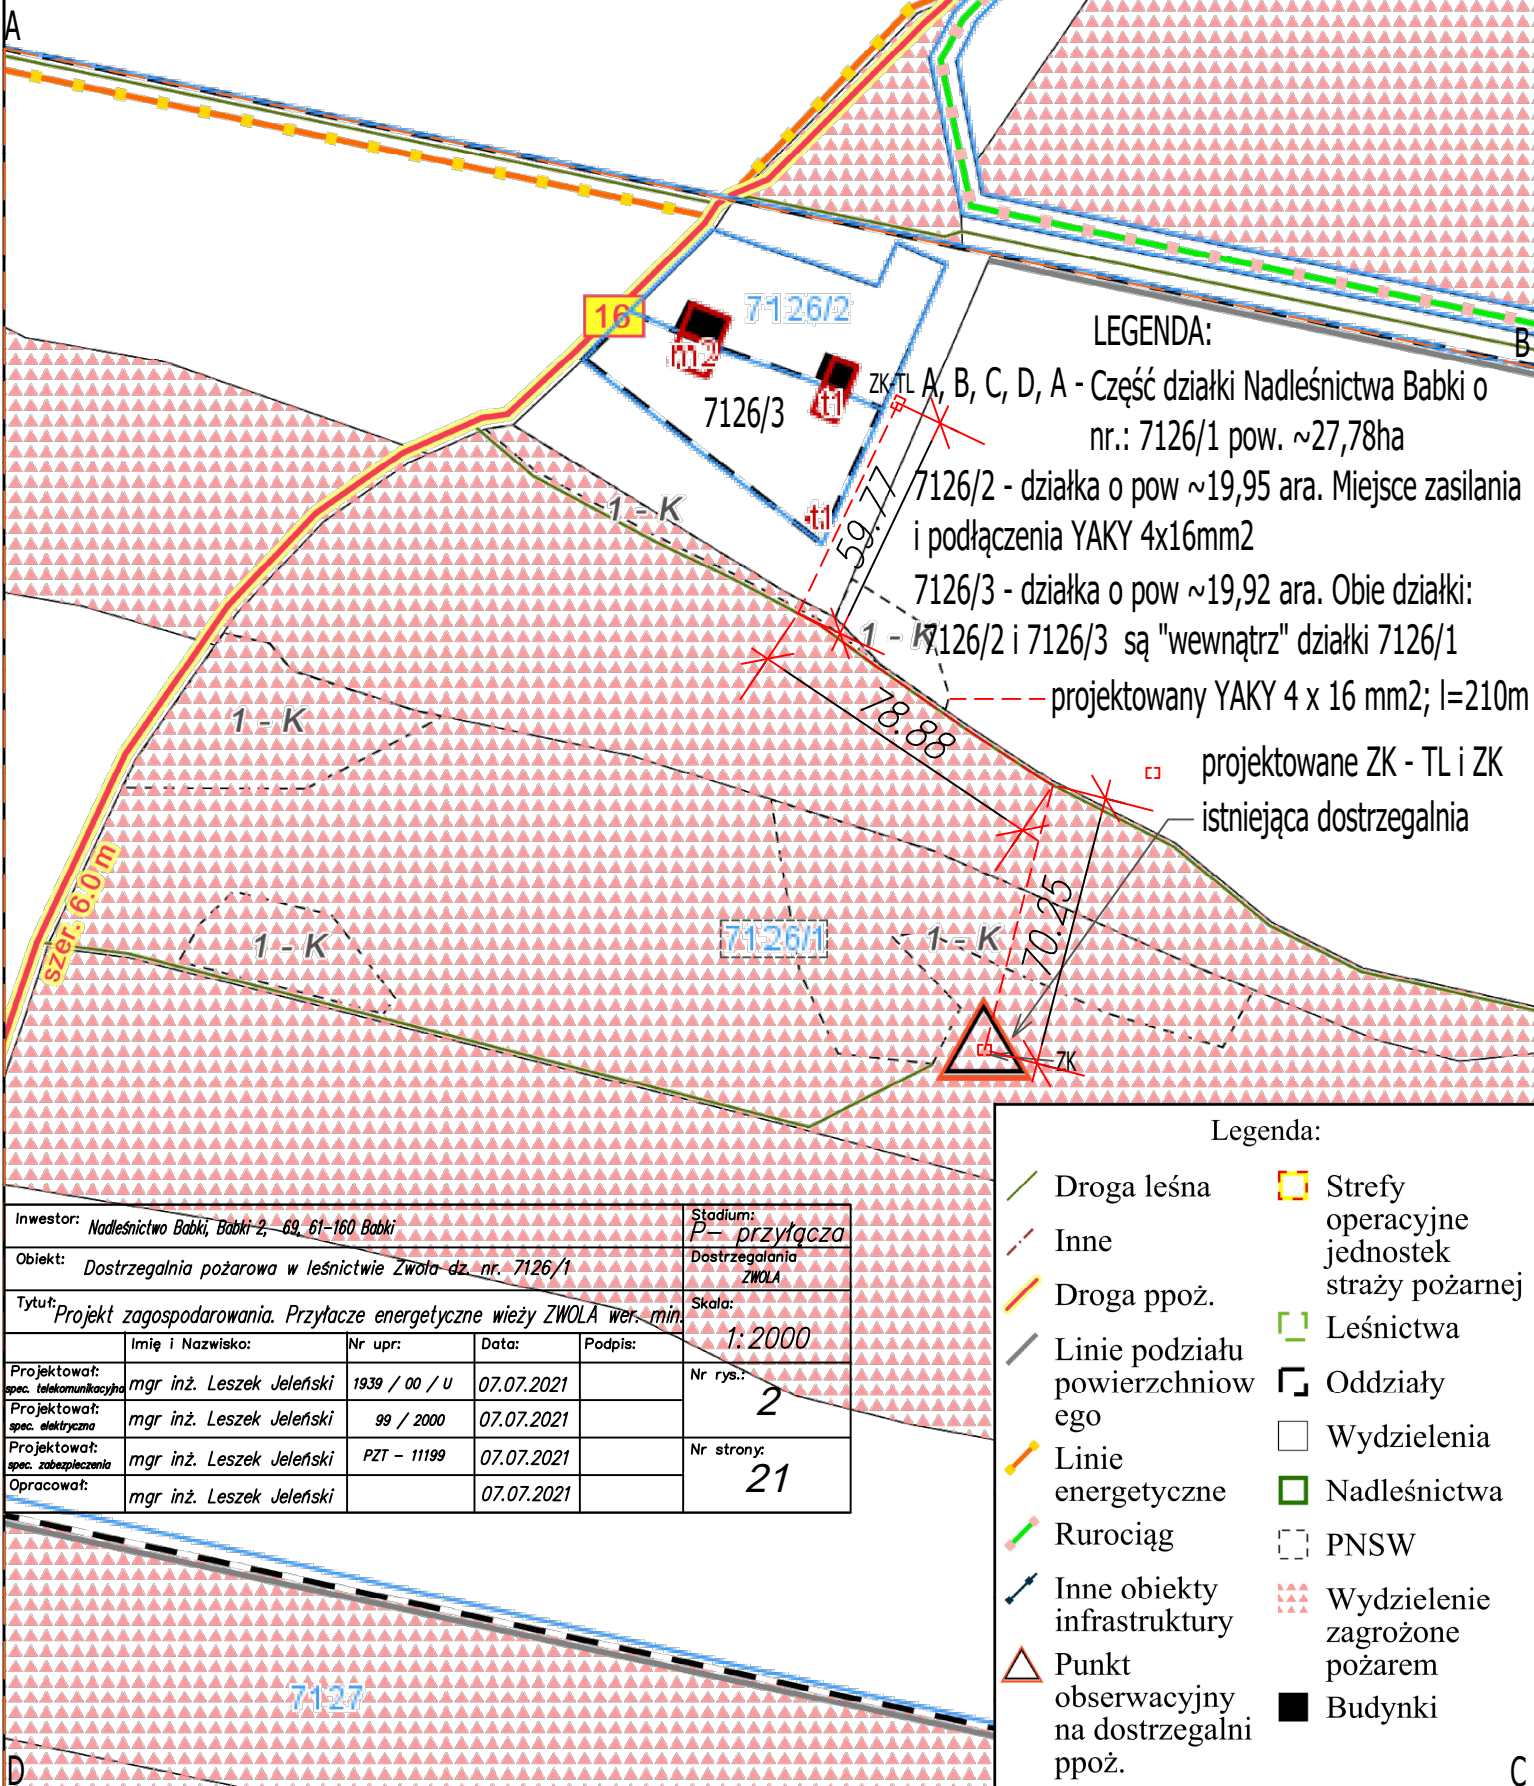 A
16
7126/2
m2
t1
7126/3
ZK-TL
t1
1 - K
59.77
LEGENDA:
B
A, B, C, D, A - Część działki Nadleśnictwa Babki o
nr.: 7126/1 pow. ~27,78ha
7126/2 - działka o pow ~19,95 ara. Miejsce zasilania
i podłączenia YAKY 4x16mm2
7126/3 - działka o pow ~19,92 ara. Obie działki:
7126/2 i 7126/3 są "wewnątrz" działki 7126/1
projektowany YAKY 4 x 16 mm2; l=210m
projektowane ZK - TL i ZK
istniejąca dostrzegalnia
1 - K
78.88
1 - K
szer. 6.0 m
1 - K
7126/1
1 - K
70.25
ZK
Inwestor: Nadleśnictwo Babki, Babki 2, 69, 61-160 Babki
Stadium:
P- przyłącza
Obiekt: Dostrzegalnia pożarowa w leśnictwie Zwola dz. nr. 7126/1
Dostrzegalania
ZWOLA
Tytuł: Projekt zagospodarowania. Przyłacze energetyczne wieży ZWOLA wer. min.
Skala:
1:2000
Imię i Nazwisko: Nr upr: Data: Podpis:
Projektował:
spec. telekomunikacyjna mgr inż. Leszek Jeleński 1939 / 00 / U 07.07.2021
Nr rys.:
2
Projektował:
spec. elektryczna mgr inż. Leszek Jeleński 99 / 2000 07.07.2021
Projektował:
spec. zabezpieczenia mgr inż. Leszek Jeleński PZT - 11199 07.07.2021
Nr strony:
21
Opracował: mgr inż. Leszek Jeleński 07.07.2021
7127
D
Legenda:
Droga leśna
Inne
Droga ppoż.
Linie podziału
powierzchniow
ego
Linie
energetyczne
Rurociąg
Inne obiekty
infrastruktury
Punkt
obserwacyjny
na dostrzegalni
ppoż.
Strefy
operacyjne
jednostek
straży pożarnej
Leśnictwa
Oddziały
Wydzielenia
Nadleśnictwa
PNSW
Wydzielenie
zagrożone
pożarem
Budynki
C